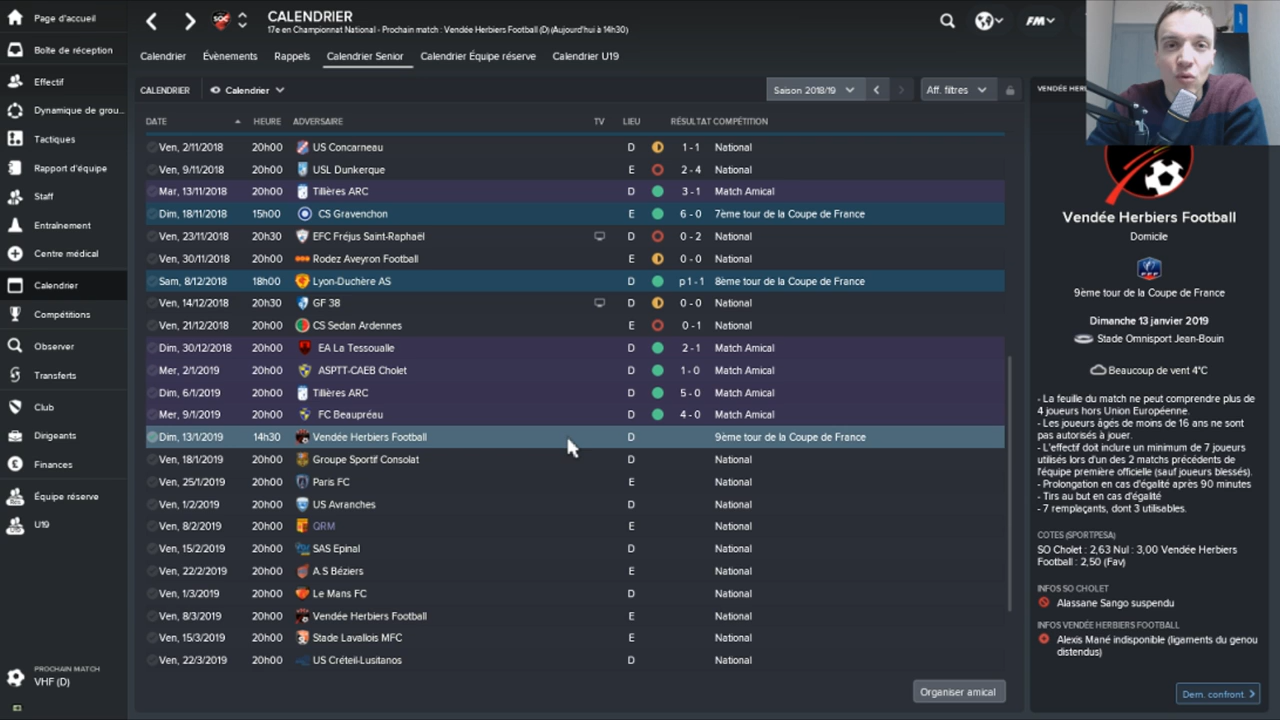 Page d'accueil
Boîte de réception
Effectif
Dynamique de grou...
Tactiques
Rapport d'équipe
Staff
Entraînement
Centre médical
Calendrier
Compétitions
Observer
Transferts
Club
Dirigeants
Finances
Équipe réserve
U19
PROCHAIN MATCH
VHF (D)
SOC
CALENDRIER
17e en Championnat National - Prochain match : Vendée Herbiers Football (D) (Aujourd'hui à 14h30)
FM
Calendrier Évènements Rappels Calendrier Senior Calendrier Équipe réserve Calendrier U19
CALENDRIER Calendrier Saison 2018/19 Aff. filtres
DATE HEURE ADVERSAIRE TV LIEU RÉSULTAT COMPÉTITION
Ven, 2/11/2018 20h00 US Concarneau D 1 - 1 National
Ven, 9/11/2018 20h00 USL Dunkerque E 2 - 4 National
Mar, 13/11/2018 20h00 Tillières ARC D 3 - 1 Match Amical
Dim, 18/11/2018 15h00 CS Gravenchon E 6 - 0 7ème tour de la Coupe de France
Ven, 23/11/2018 20h30 EFC Fréjus Saint-Raphaël D 0 - 2 National
Ven, 30/11/2018 20h00 Rodez Aveyron Football E 0 - 0 National
Sam, 8/12/2018 18h00 Lyon-Duchère AS D p 1 - 1 8ème tour de la Coupe de France
Ven, 14/12/2018 20h30 GF 38 D 0 - 0 National
Ven, 21/12/2018 20h00 CS Sedan Ardennes E 0 - 1 National
Dim, 30/12/2018 20h00 EA La Tessoualle D 2 - 1 Match Amical
Mer, 2/1/2019 20h00 ASPTT-CAEB Cholet D 1 - 0 Match Amical
Dim, 6/1/2019 20h00 Tillières ARC D 5 - 0 Match Amical
Mer, 9/1/2019 20h00 FC Beaupréau D 4 - 0 Match Amical
Dim, 13/1/2019 14h30 Vendée Herbiers Football D 9ème tour de la Coupe de France
Ven, 18/1/2019 20h00 Groupe Sportif Consolat D National
Ven, 25/1/2019 20h00 Paris FC E National
Ven, 1/2/2019 20h00 US Avranches D National
Ven, 8/2/2019 20h00 QRM E National
Ven, 15/2/2019 20h00 SAS Epinal D National
Ven, 22/2/2019 20h00 A.S Béziers E National
Ven, 1/3/2019 20h00 Le Mans FC D National
Ven, 8/3/2019 20h00 Vendée Herbiers Football E National
Ven, 15/3/2019 20h00 Stade Lavallois MFC E National
Ven, 22/3/2019 20h00 US Créteil-Lusitanos D National
Organiser amical
VENDÉE HERB
Vendée Herbiers Football
Domicile
FFF
9ème tour de la Coupe de France
Dimanche 13 janvier 2019
Stade Omnisport Jean-Bouin
Beaucoup de vent 4°C
- La feuille du match ne peut comprendre plus de
4 joueurs hors Union Européenne.
- Les joueurs âgés de moins de 16 ans ne sont
pas autorisés à jouer.
- L'effectif doit inclure un minimum de 7 joueurs
utilisés lors d'un des 2 matchs précédents de
l'équipe première officielle (sauf joueurs blessés).
- Prolongation en cas d'égalité après 90 minutes
- Tirs au but en cas d'égalité
- 7 remplaçants, dont 3 utilisables.
COTES (SPORTPESA)
SO Cholet : 2,63 Nul : 3,00 Vendée Herbiers
Football : 2,50 (Fav)
INFOS SO CHOLET
Alassane Sango suspendu
INFOS VENDÉE HERBIERS FOOTBALL
Alexis Mané indisponible (ligaments du genou
distendus)
Dern. confront.